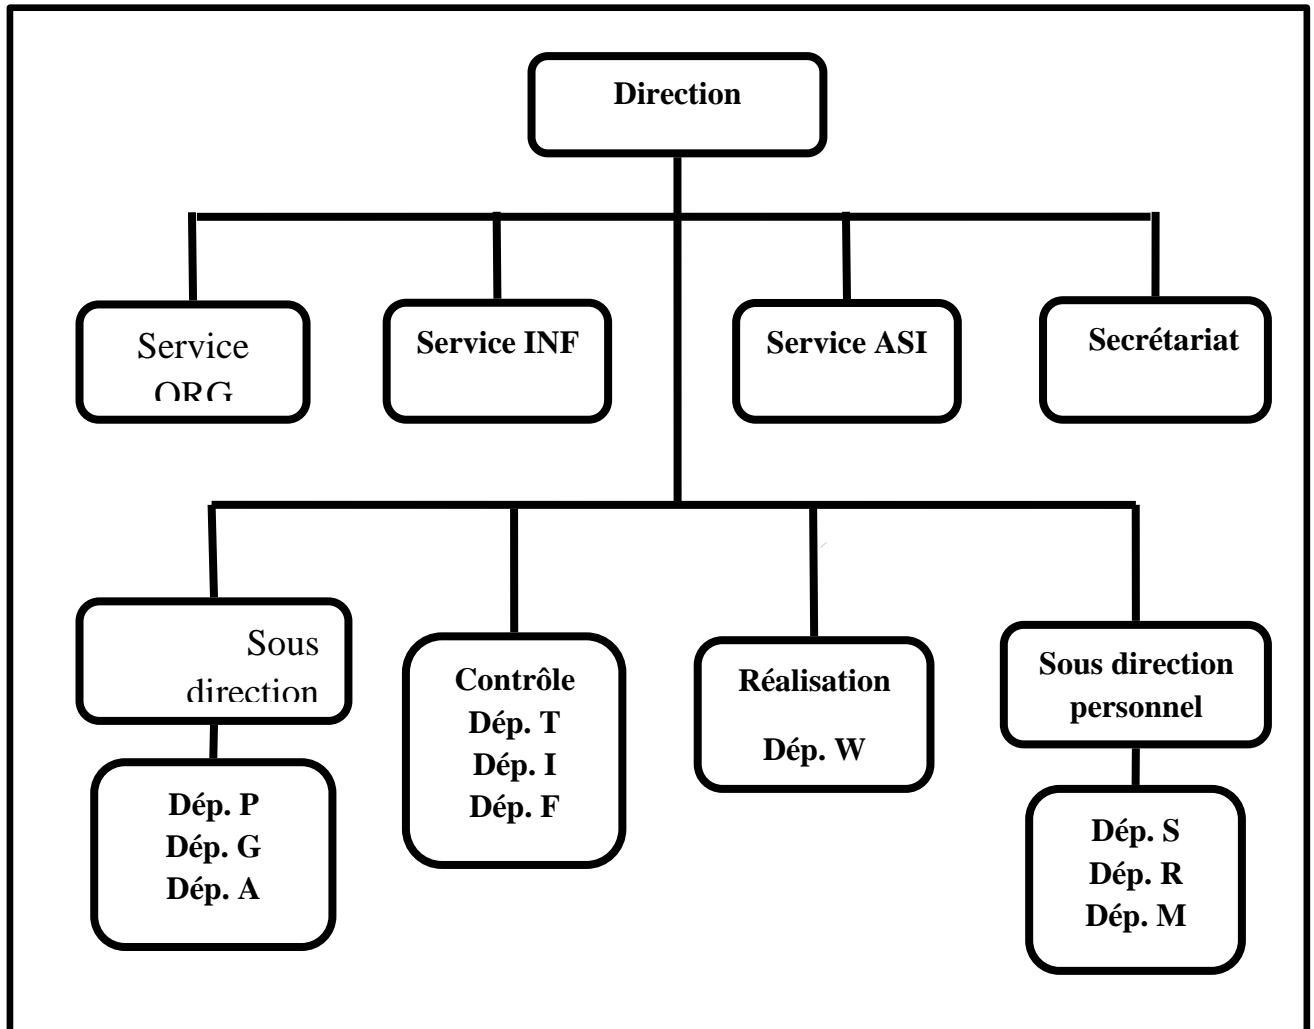 Direction
Service
ORG
Service INF
Service ASI
Secrétariat
Sous
direction
Contrôle
Dép. T
Dép. I
Dép. F
Réalisation
Dép. W
Sous direction
personnel
Dép. P
Dép. G
Dép. A
Dép. S
Dép. R
Dép. M